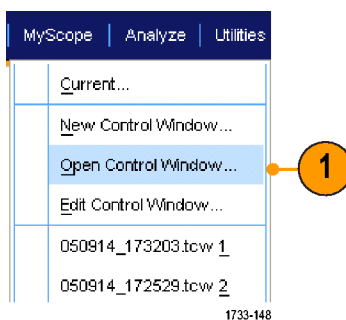 MyScope | Analyze | Utilities
Current...
New Control Window...
Open Control Window...
1
Edit Control Window...
050914_173203.tcw 1
050914_172529.tcw 2
1733-148